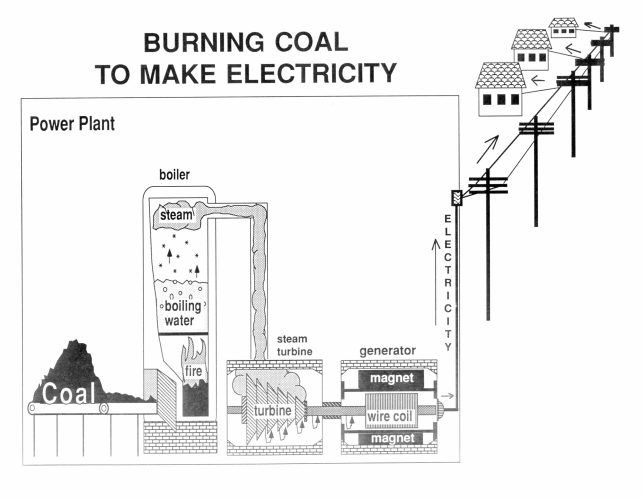 BURNING COAL
TO MAKE ELECTRICITY
Power Plant
boiler
steam
boiling
water
fire
Coal
steam
turbine
turbine
generator
magnet
wire coil
magnet
ELECTRICITY